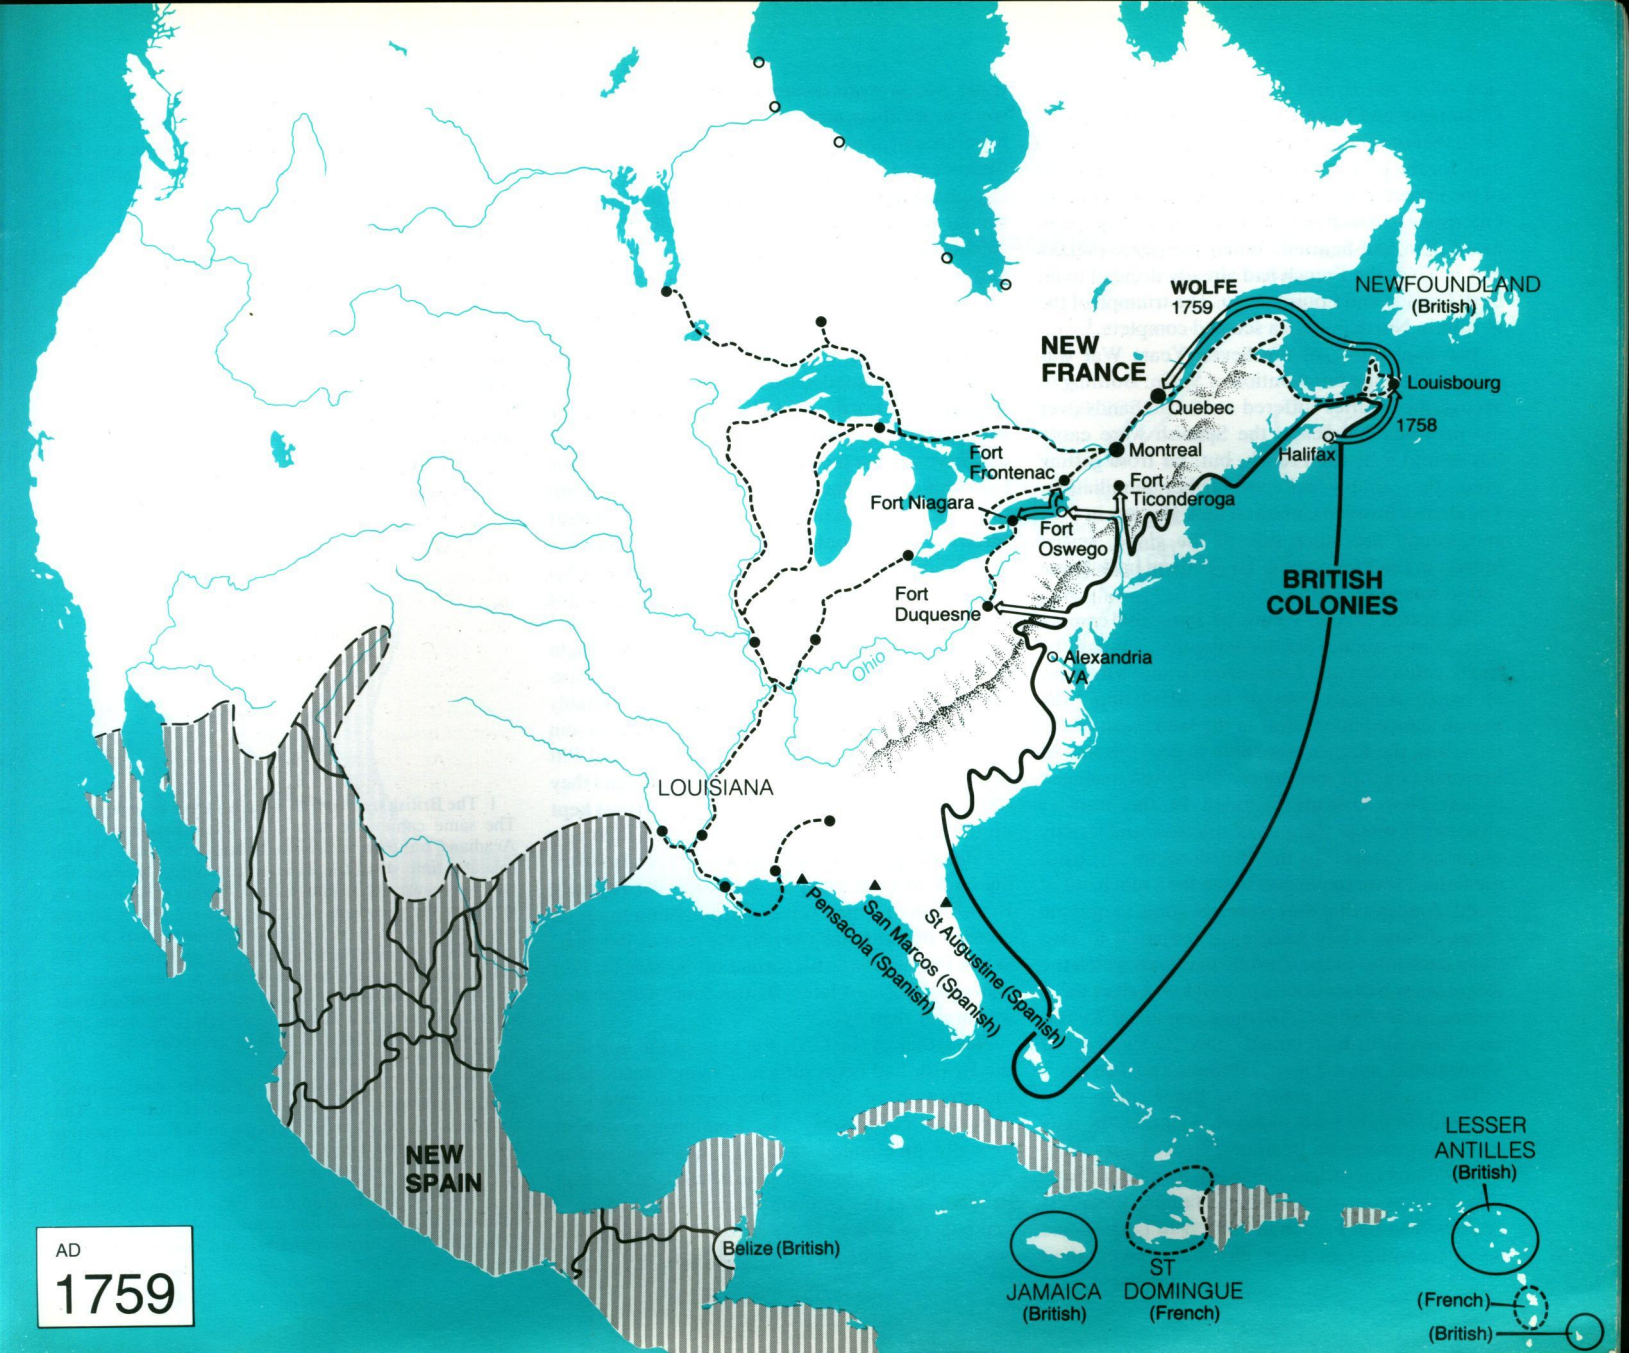 WOLFE
1759
NEWFOUNDLAND
(British)
NEW
FRANCE
Quebec
Louisbourg
1758
Halifax
Montreal
Fort
Frontenac
Fort
Ticonderoga
Fort Niagara
Fort
Oswego
BRITISH
COLONIES
Fort
Duquesne
Ohio
Alexandria
VA
LOUISIANA
Pensacola (Spanish)
San Marcos (Spanish)
St Augustine (Spanish)
NEW
SPAIN
Belize (British)
JAMAICA
(British)
ST
DOMINGUE
(French)
LESSER
ANTILLES
(British)
(French)
(British)
AD
1759